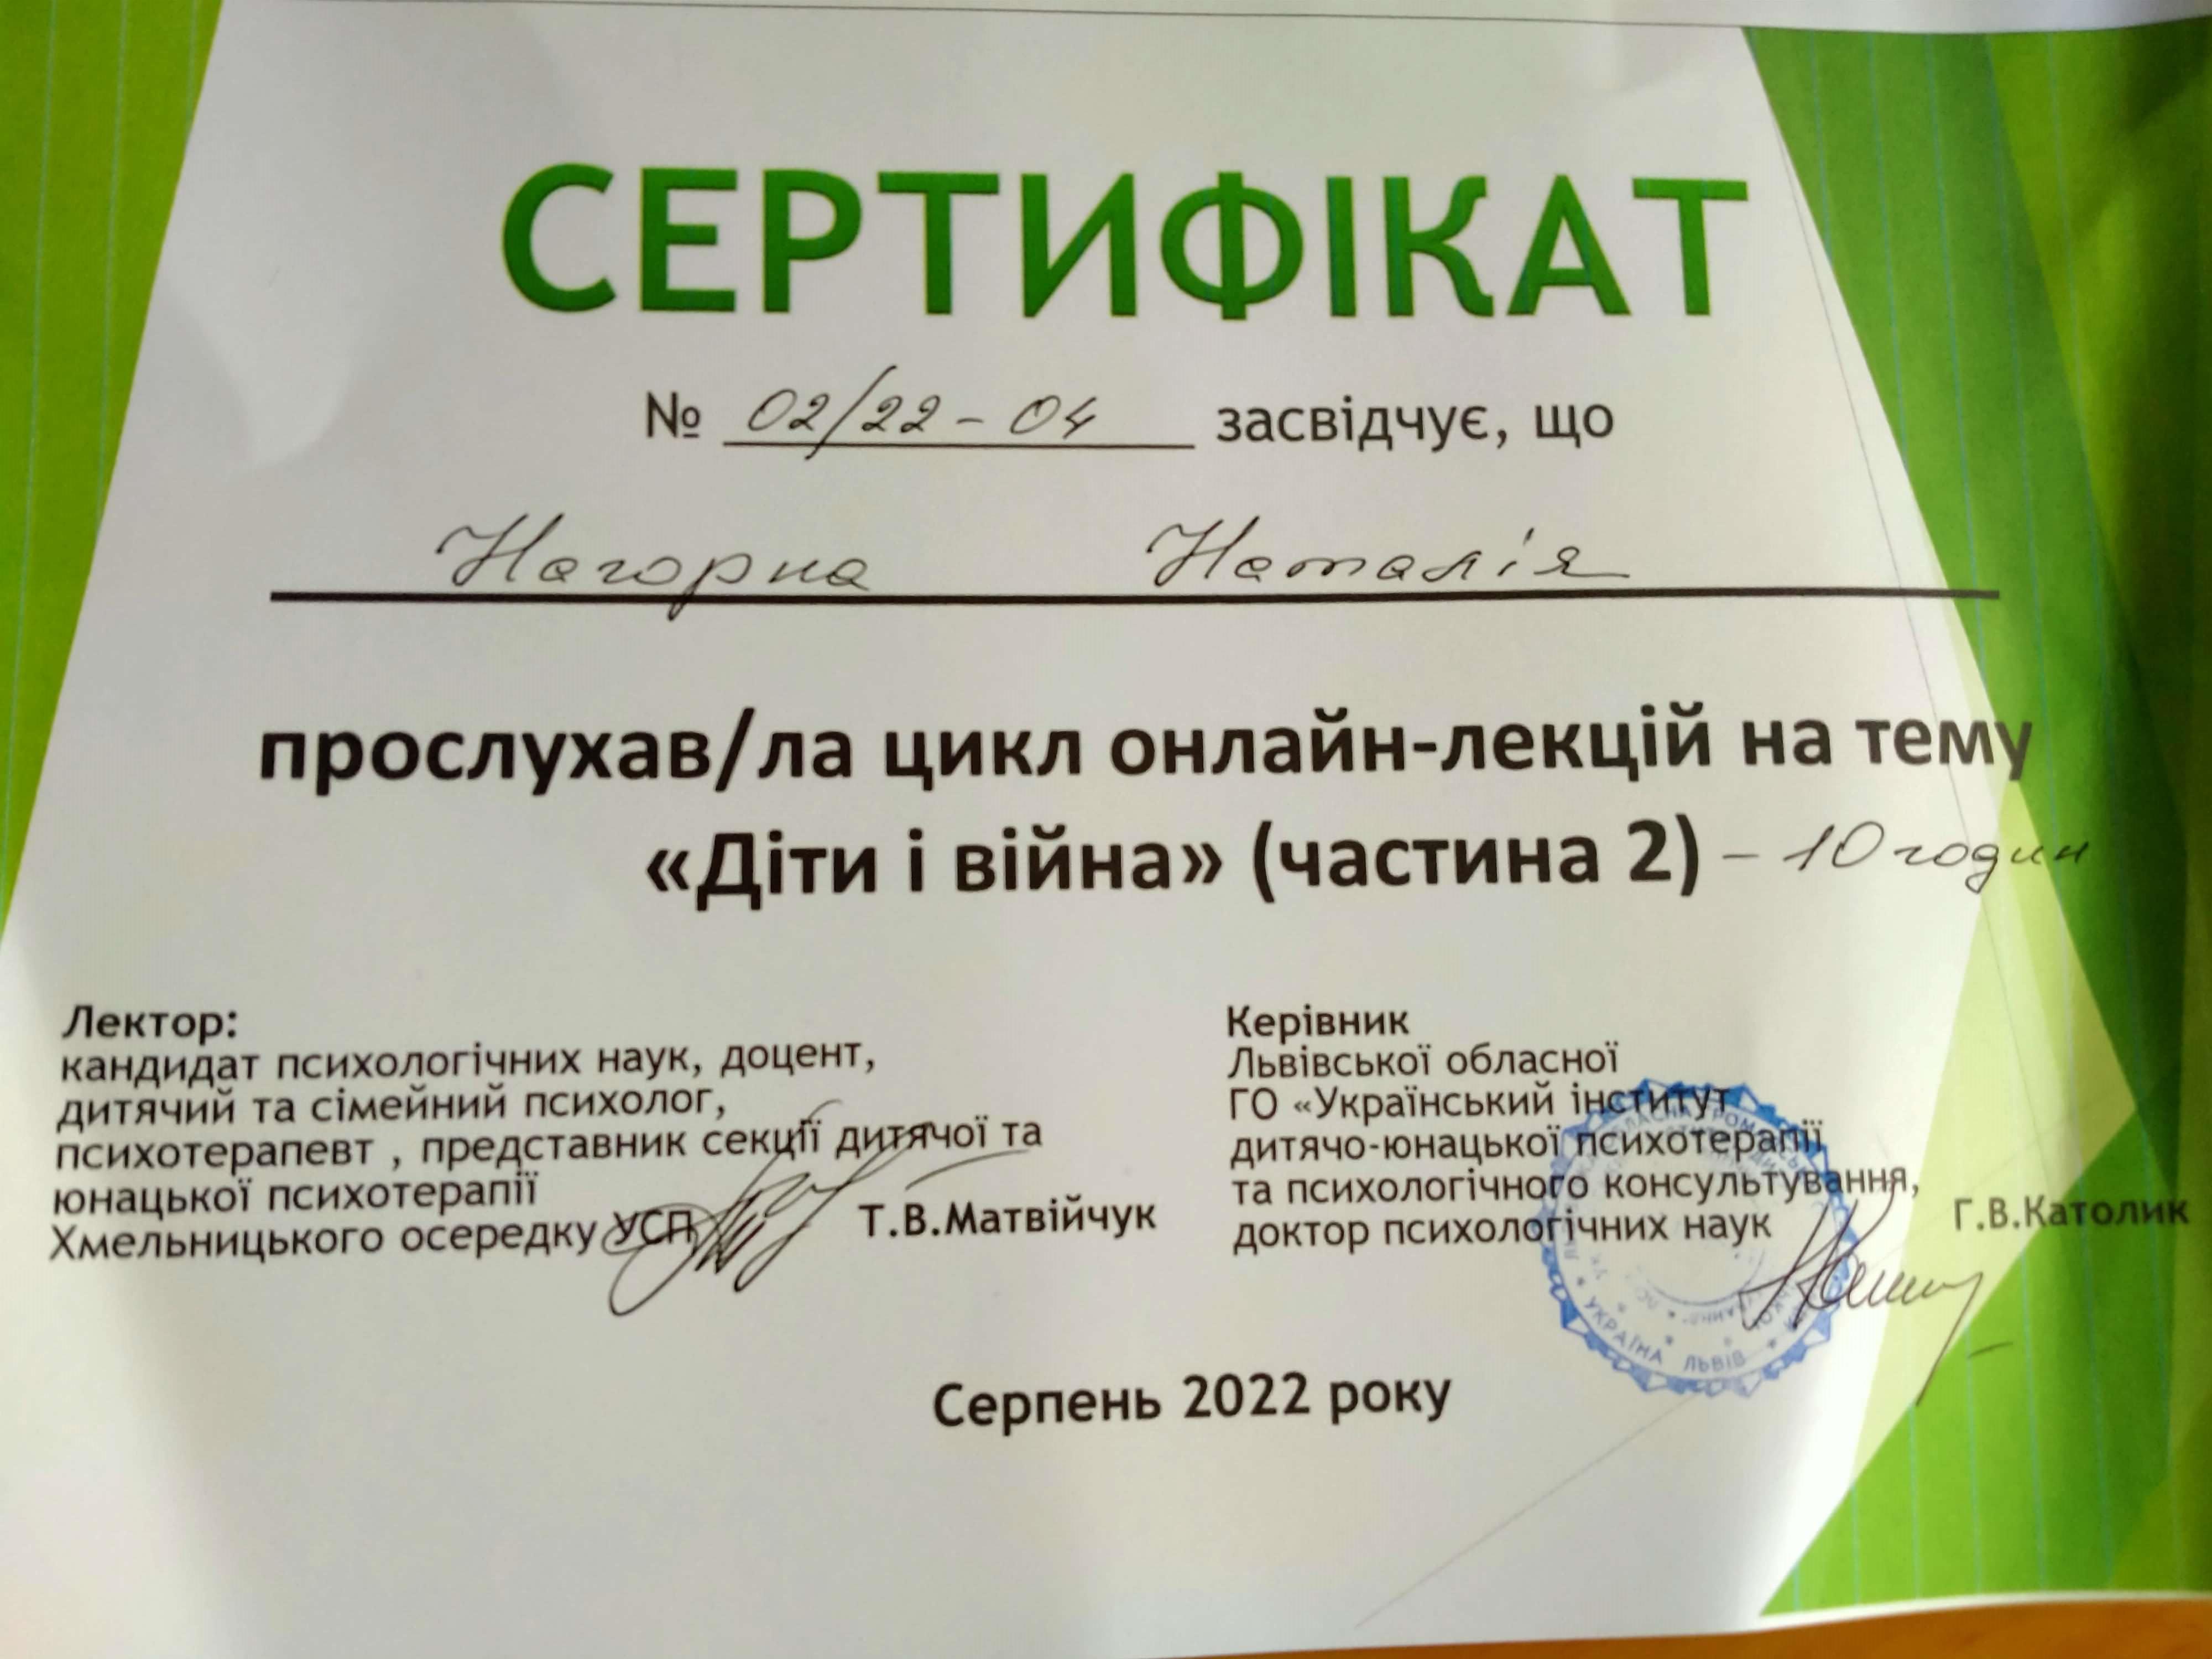 СЕРТИФІКАТ
№ 02/22-04 засвідчує, що
Нагорна Наталія
прослухав/ла цикл онлайн-лекцій на тему
«Діти і війна» (частина 2) - 10 годин
Лектор:
кандидат психологічних наук, доцент,
дитячий та сімейний психолог,
психотерапевт , представник секції дитячої та
юнацької психотерапії
Хмельницького осередку УСП
Т.В.Матвійчук
Керівник
Львівської обласної
ГО «Український інститут
дитячо-юнацької психотерапії
та психологічного консультування,
доктор психологічних наук
Г.В.Католик
УКРАЇНА ЛЬВІВ
Серпень 2022 року